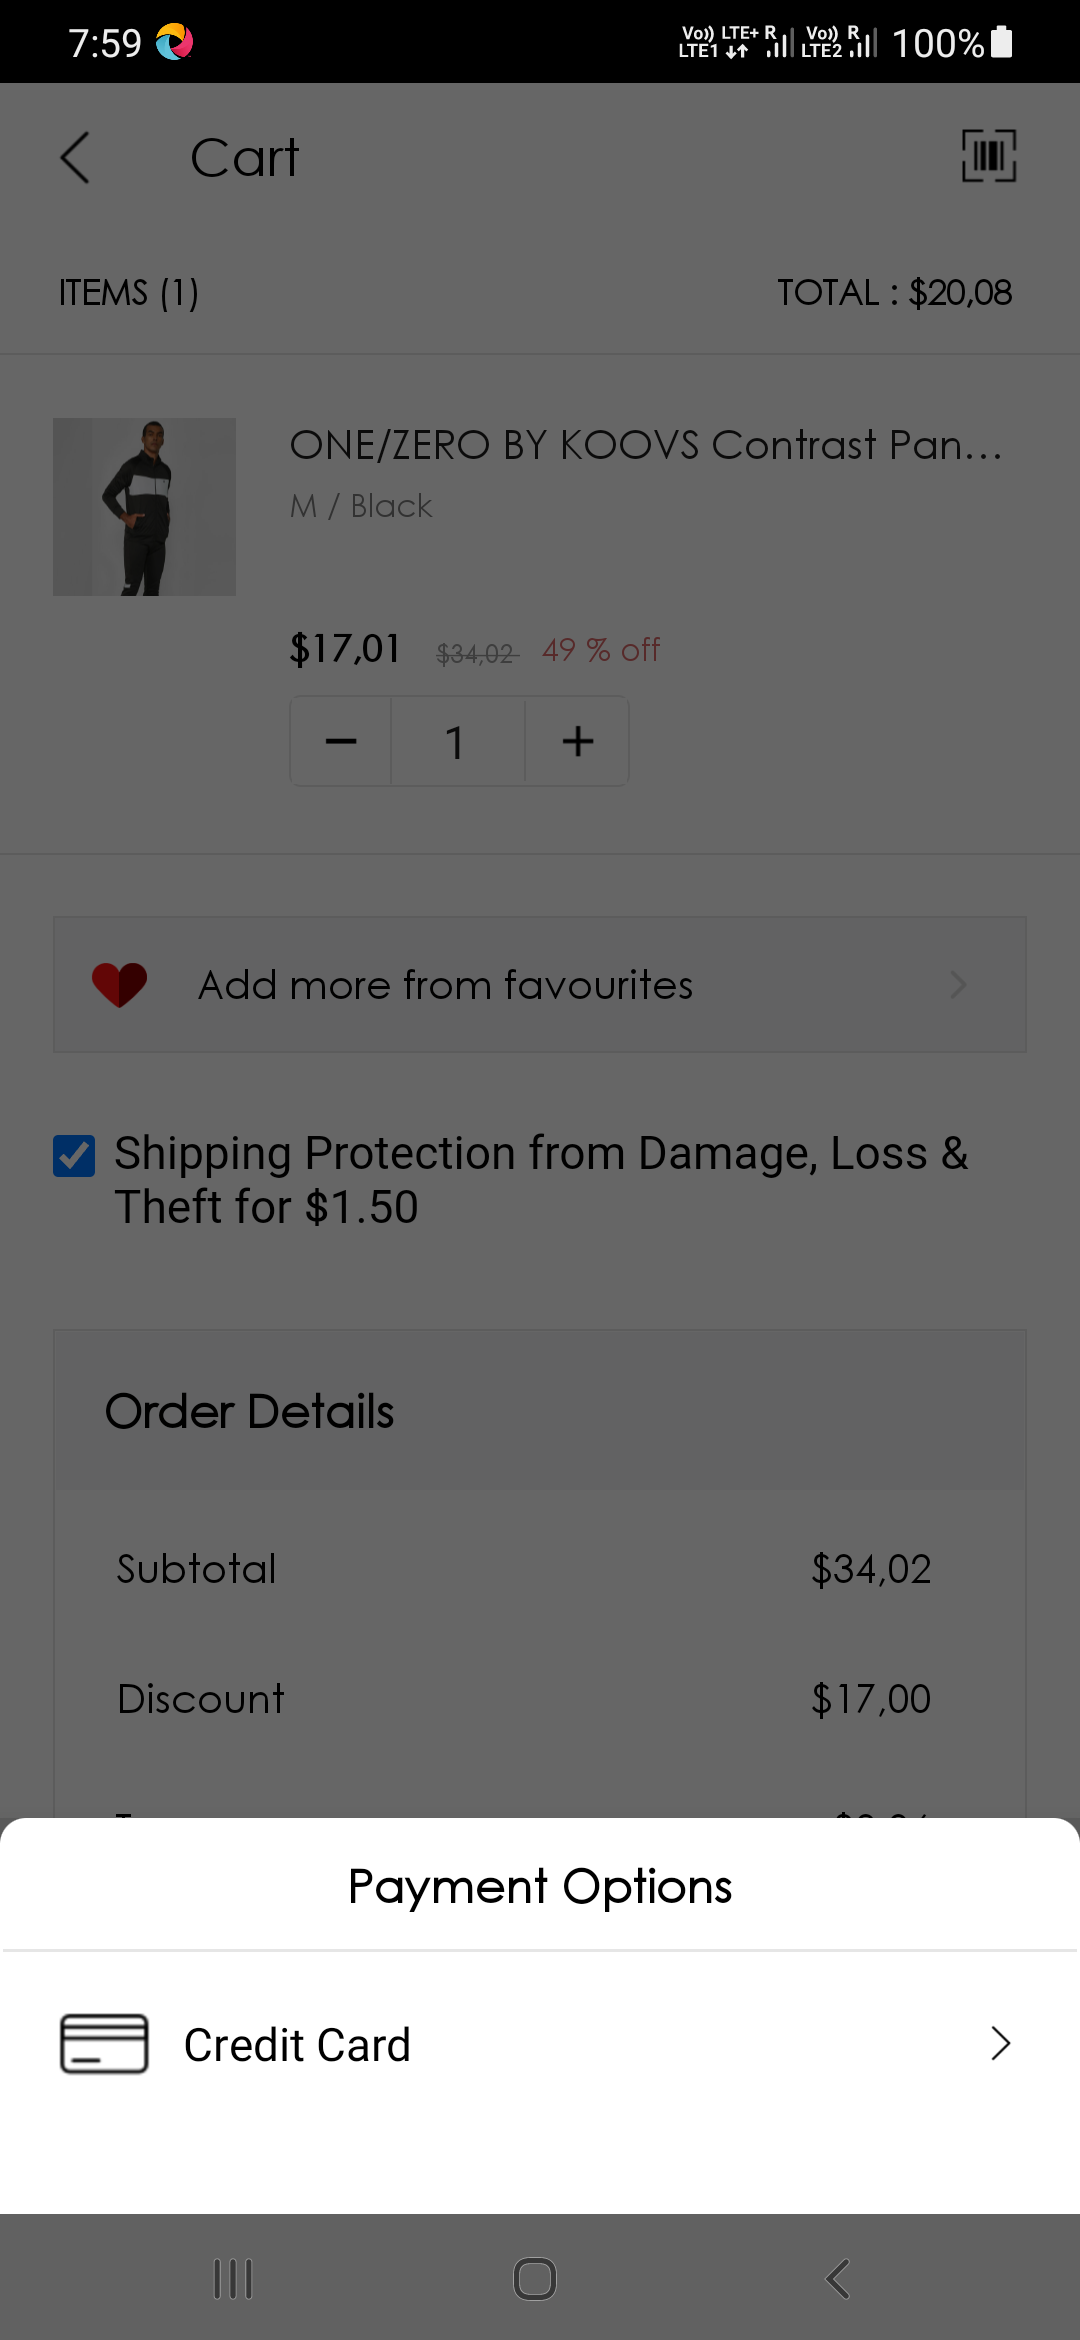 7:59
Vo)) LTE+ R Vo)) R 100%
LTE1 LTE2
Cart
ITEMS (1) TOTAL : $20,08
ONE/ZERO BY KOOVS Contrast Pan...
M / Black
$17,01 $34,02 49 % off
1
Add more from favourites
Shipping Protection from Damage, Loss &
Theft for $1.50
Order Details
Subtotal $34,02
Discount $17,00
Payment Options
Credit Card